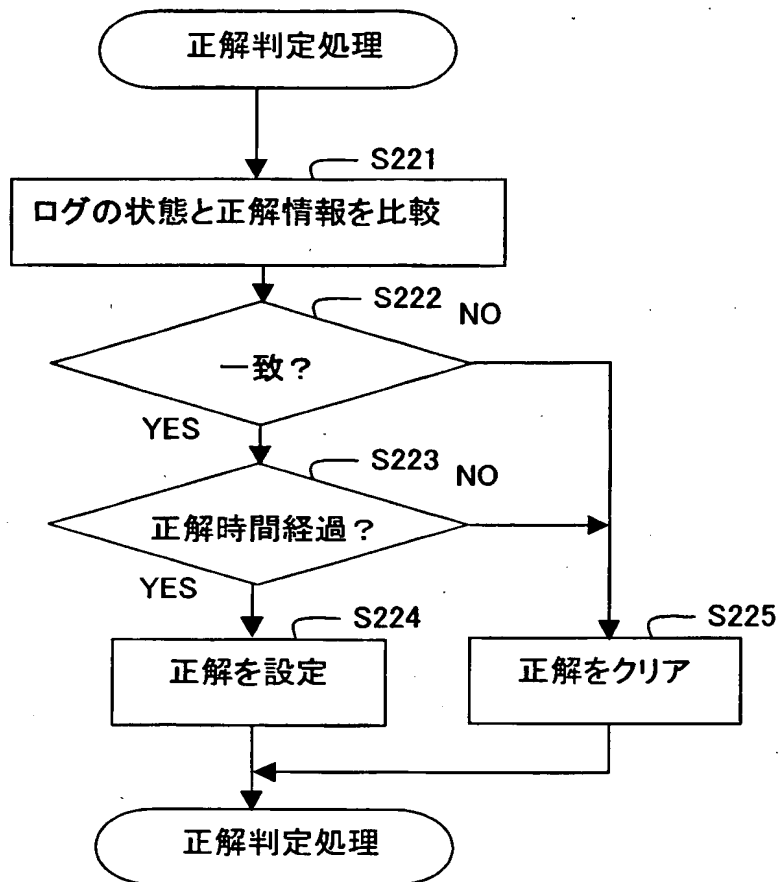 正解判定処理
S221
ログの状態と正解情報を比較
S222
NO
一致？
YES
S223
NO
正解時間経過？
YES
S224
S225
正解を設定
正解をクリア
正解判定処理